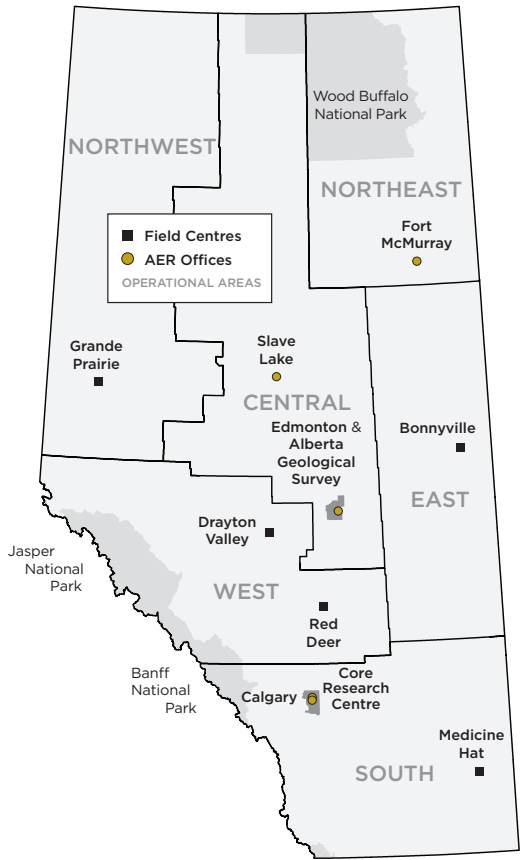 Wood Buffalo
National Park
NORTHWEST
NORTHEAST
Fort
McMurray
Field Centres
AER Offices
OPERATIONAL AREAS
Grande
Prairie
Slave
Lake
CENTRAL
Edmonton &
Alberta
Geological
Survey
Bonnyville
EAST
Drayton
Valley
Jasper
National
Park
WEST
Red
Deer
Banff
National
Park
Calgary
Core
Research
Centre
Medicine
Hat
SOUTH